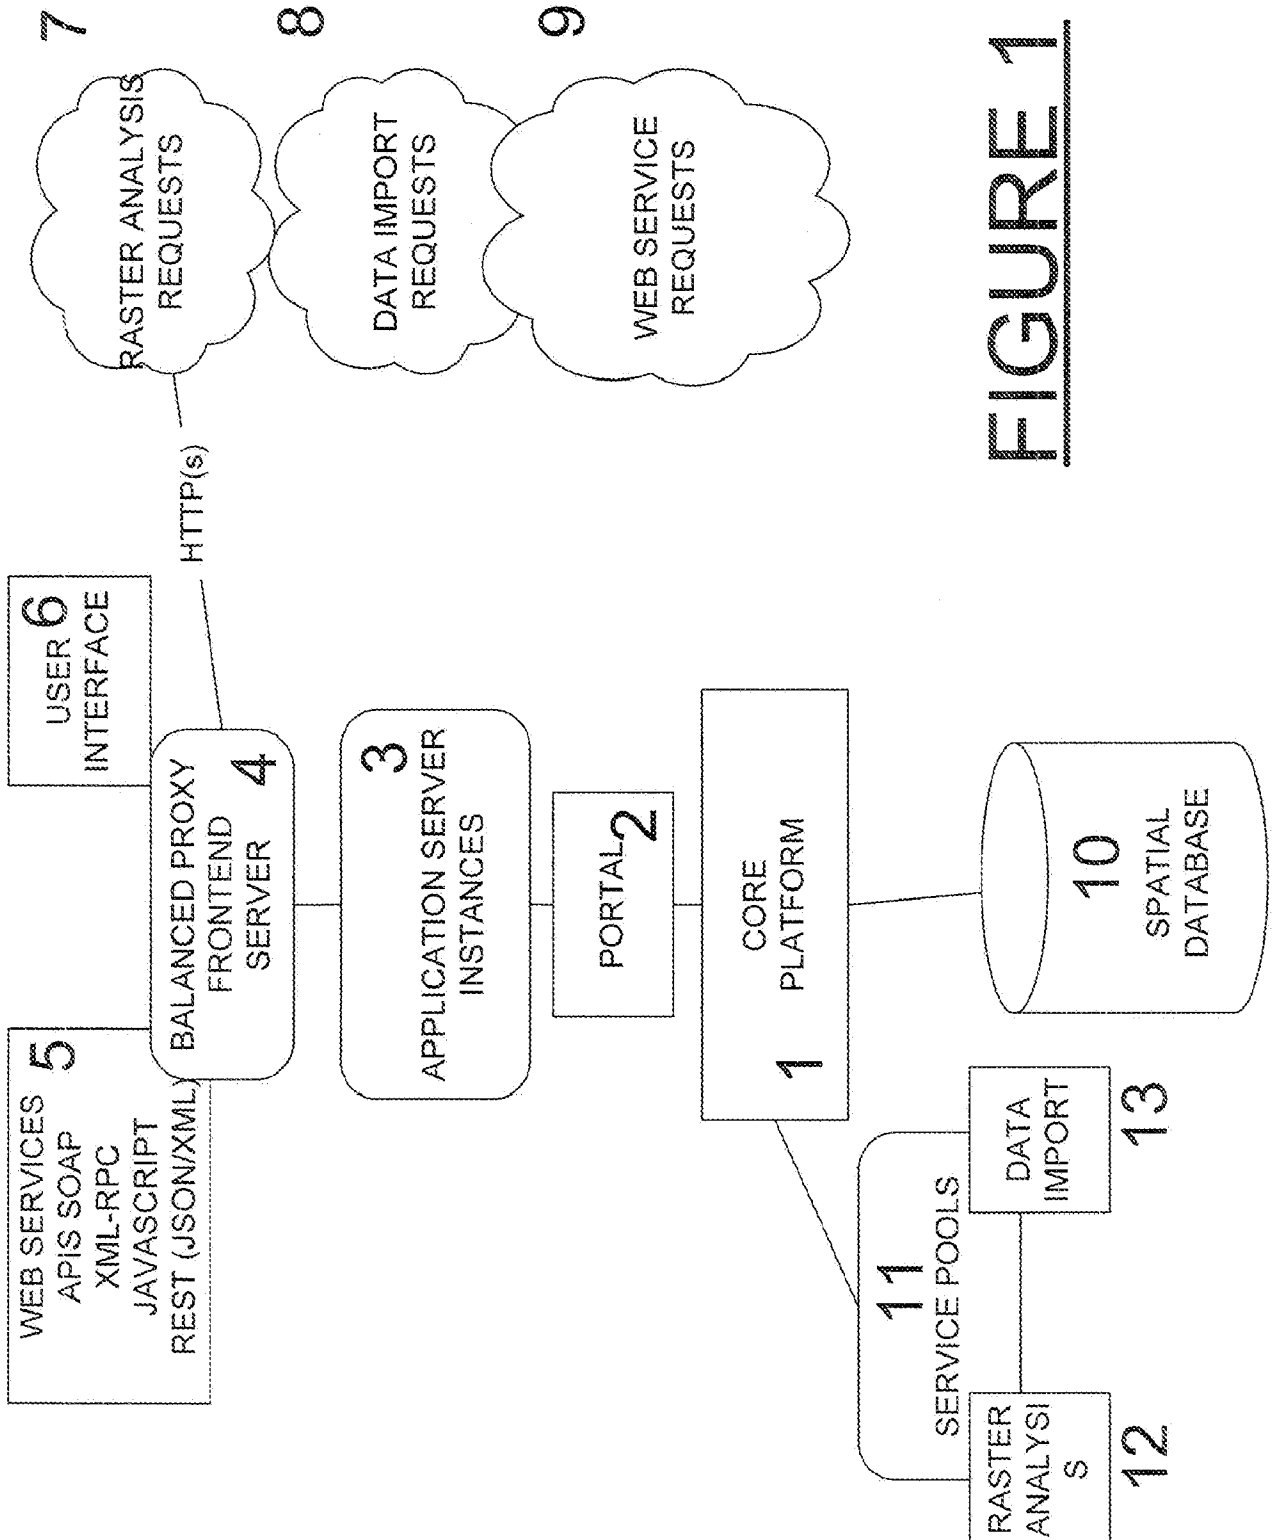 WEB SERVICES
APIS SOAP
XML-RPC
JAVASCRIPT
REST (JSON/XML)
5
USER
INTERFACE
6
BALANCED PROXY
FRONTEND
SERVER
4
HTTP(s)
RASTER ANALYSIS
REQUESTS
7
DATA IMPORT
REQUESTS
8
WEB SERVICE
REQUESTS
9
3
APPLICATION SERVER
INSTANCES
PORTAL
2
CORE
PLATFORM
1
11
SERVICE POOLS
RASTER
ANALYSI
S
12
DATA
IMPORT
13
10
SPATIAL
DATABASE
FIGURE 1